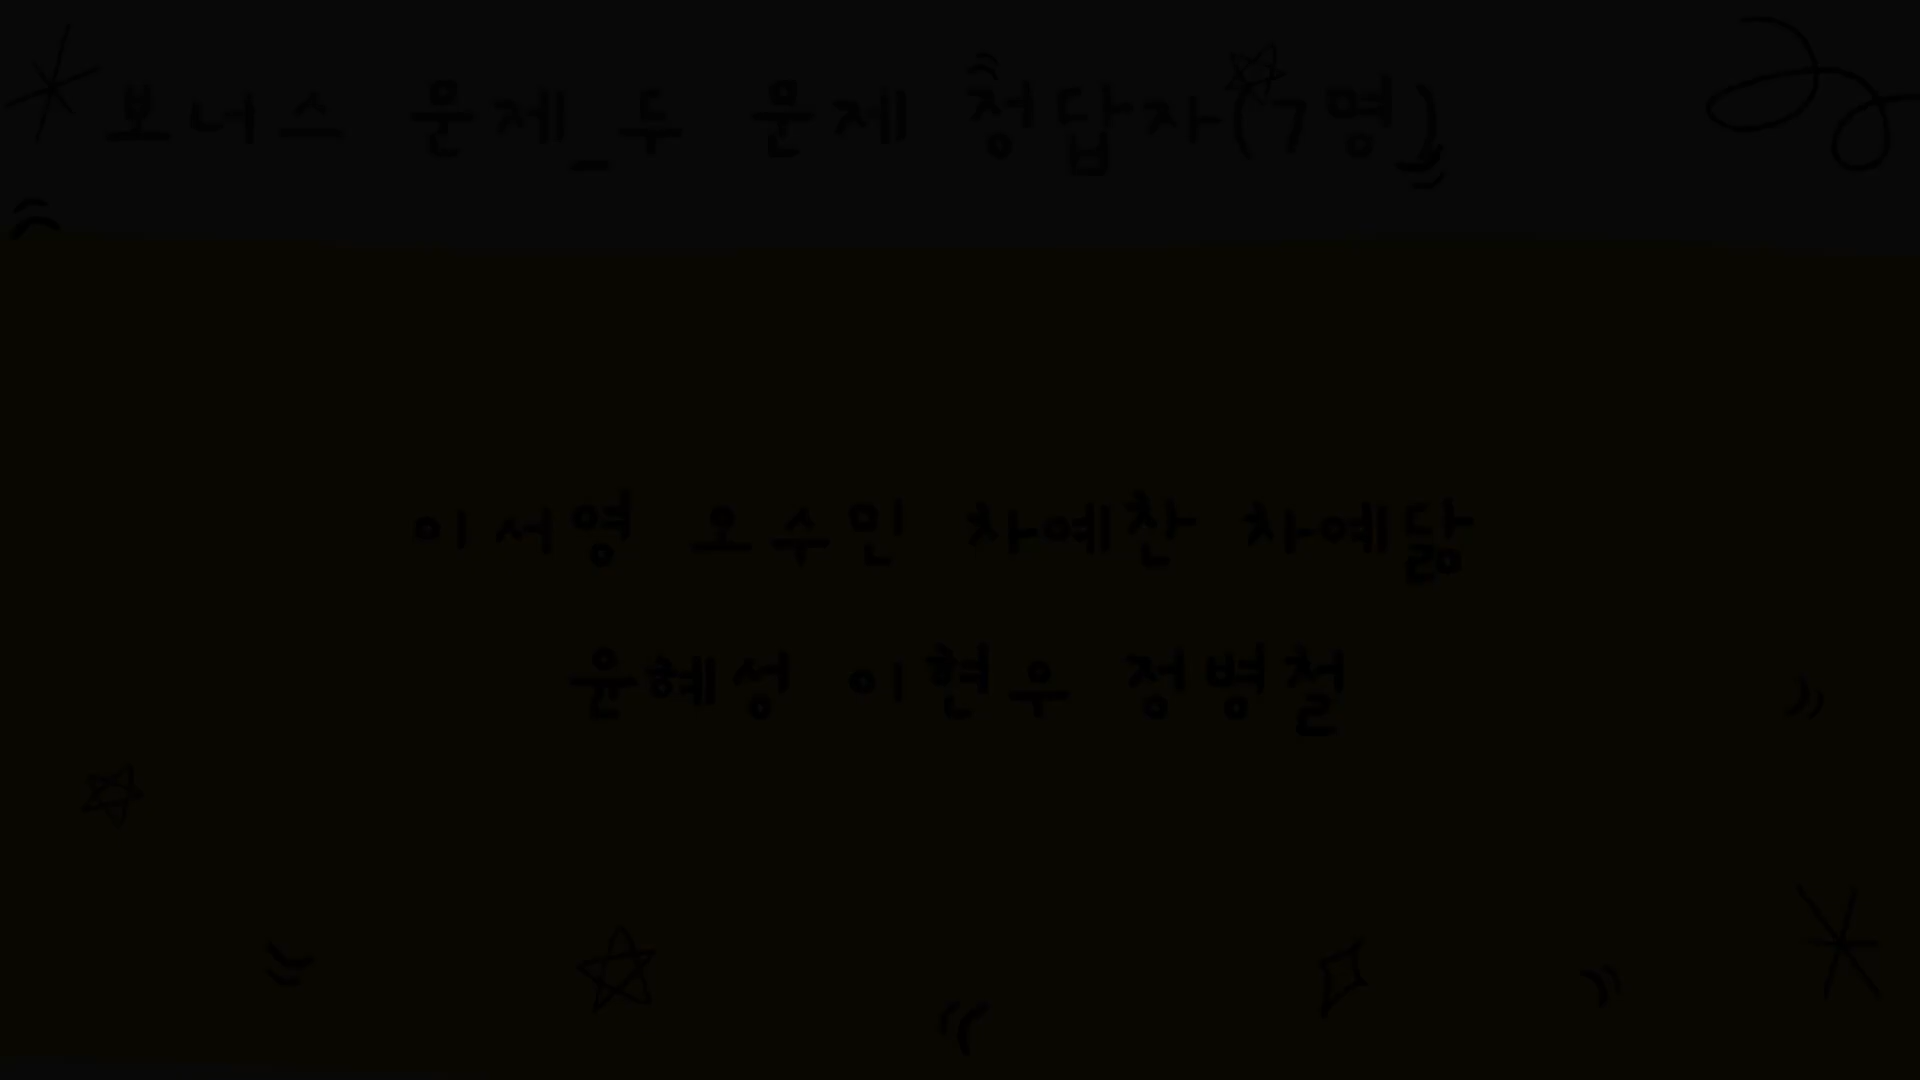 보너스 문제_두 문제 정답자(7명)
이서영 오수민 차예찬 차예닮
윤혜성 이현우 정병철